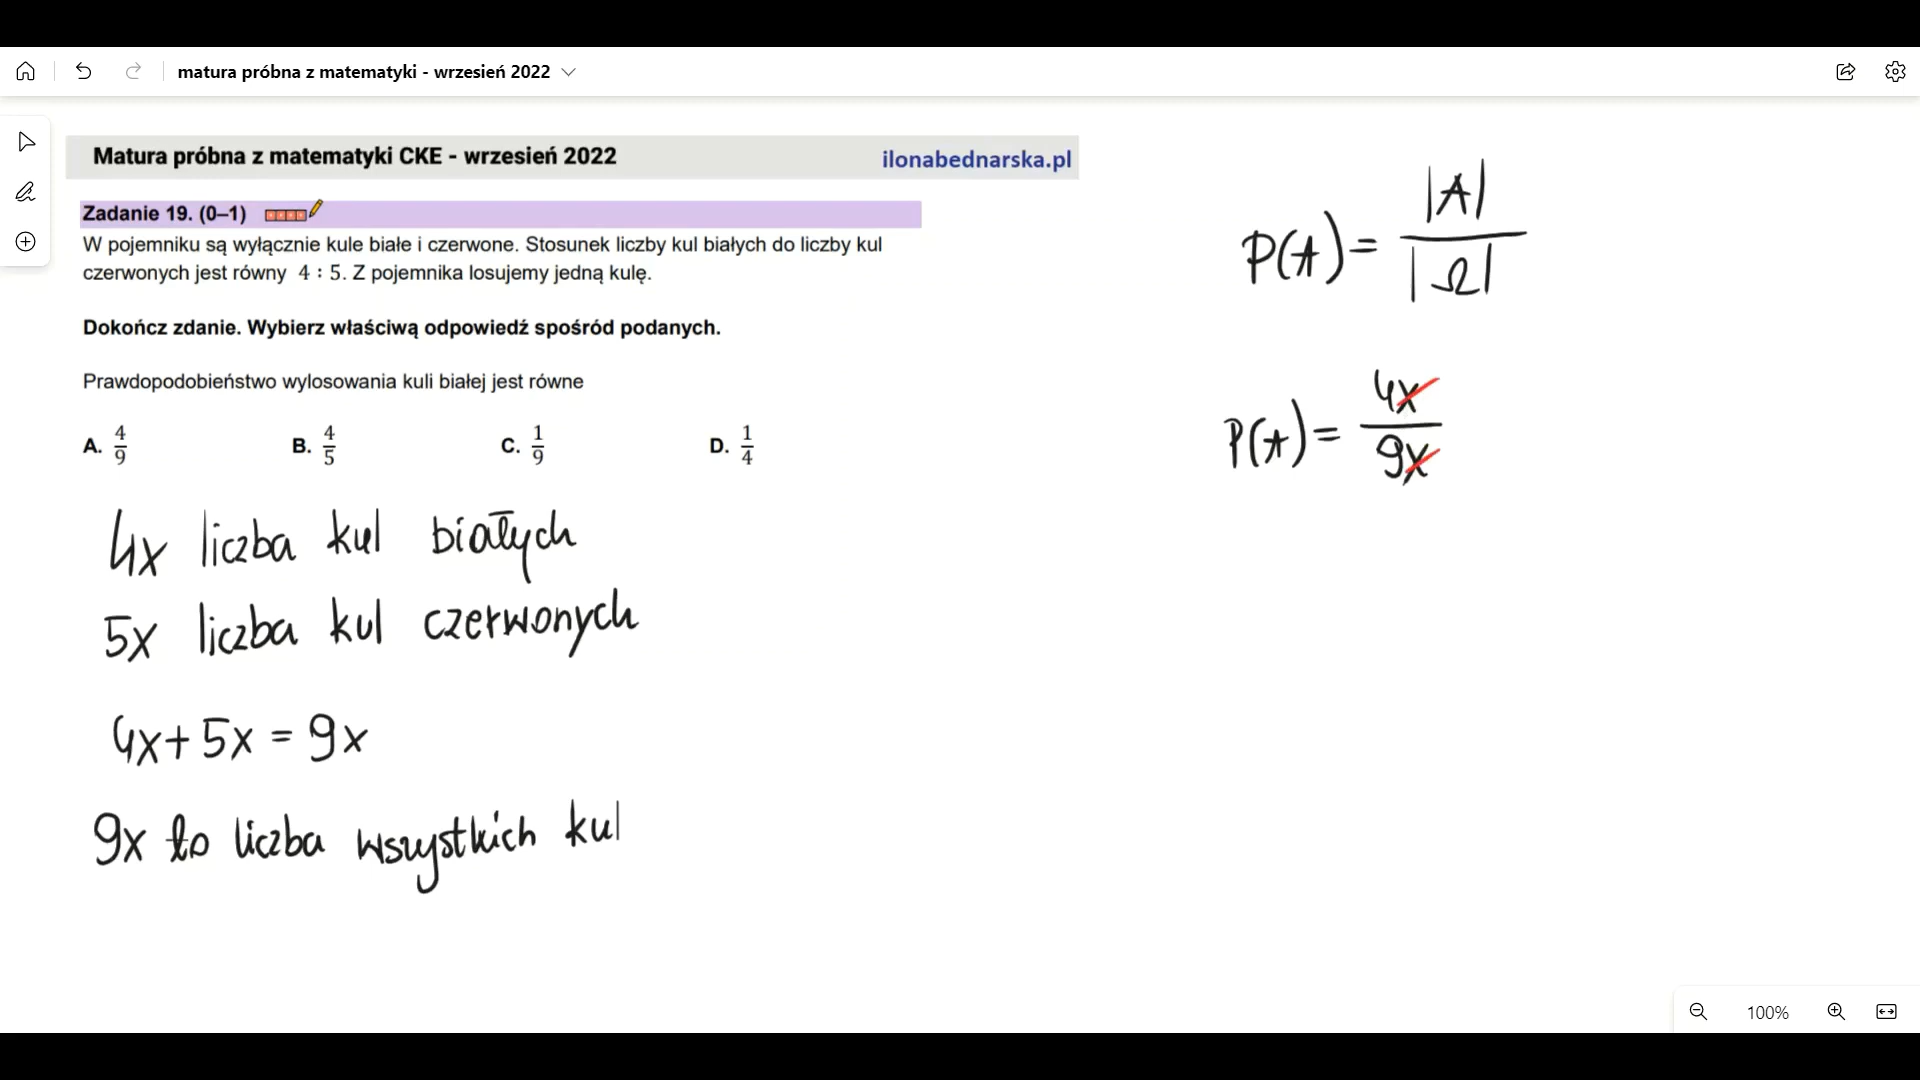 matura próbna z matematyki - wrzesień 2022
Matura próbna z matematyki CKE - wrzesień 2022
ilonabednarska.pl
Zadanie 19. (0–1)
W pojemniku są wyłącznie kule białe i czerwone. Stosunek liczby kul białych do liczby kul
czerwonych jest równy 4 : 5. Z pojemnika losujemy jedną kulę.
Dokończ zdanie. Wybierz właściwą odpowiedź spośród podanych.
Prawdopodobieństwo wylosowania kuli białej jest równe
A. 4/9 B. 4/5 C. 1/9 D. 1/4
4x liczba kul białych
5x liczba kul czerwonych
4x+5x = 9x
9x to liczba wszystkich kul
P(A) = |A| / |Ω|
P(A) = 4x / 9x
100%